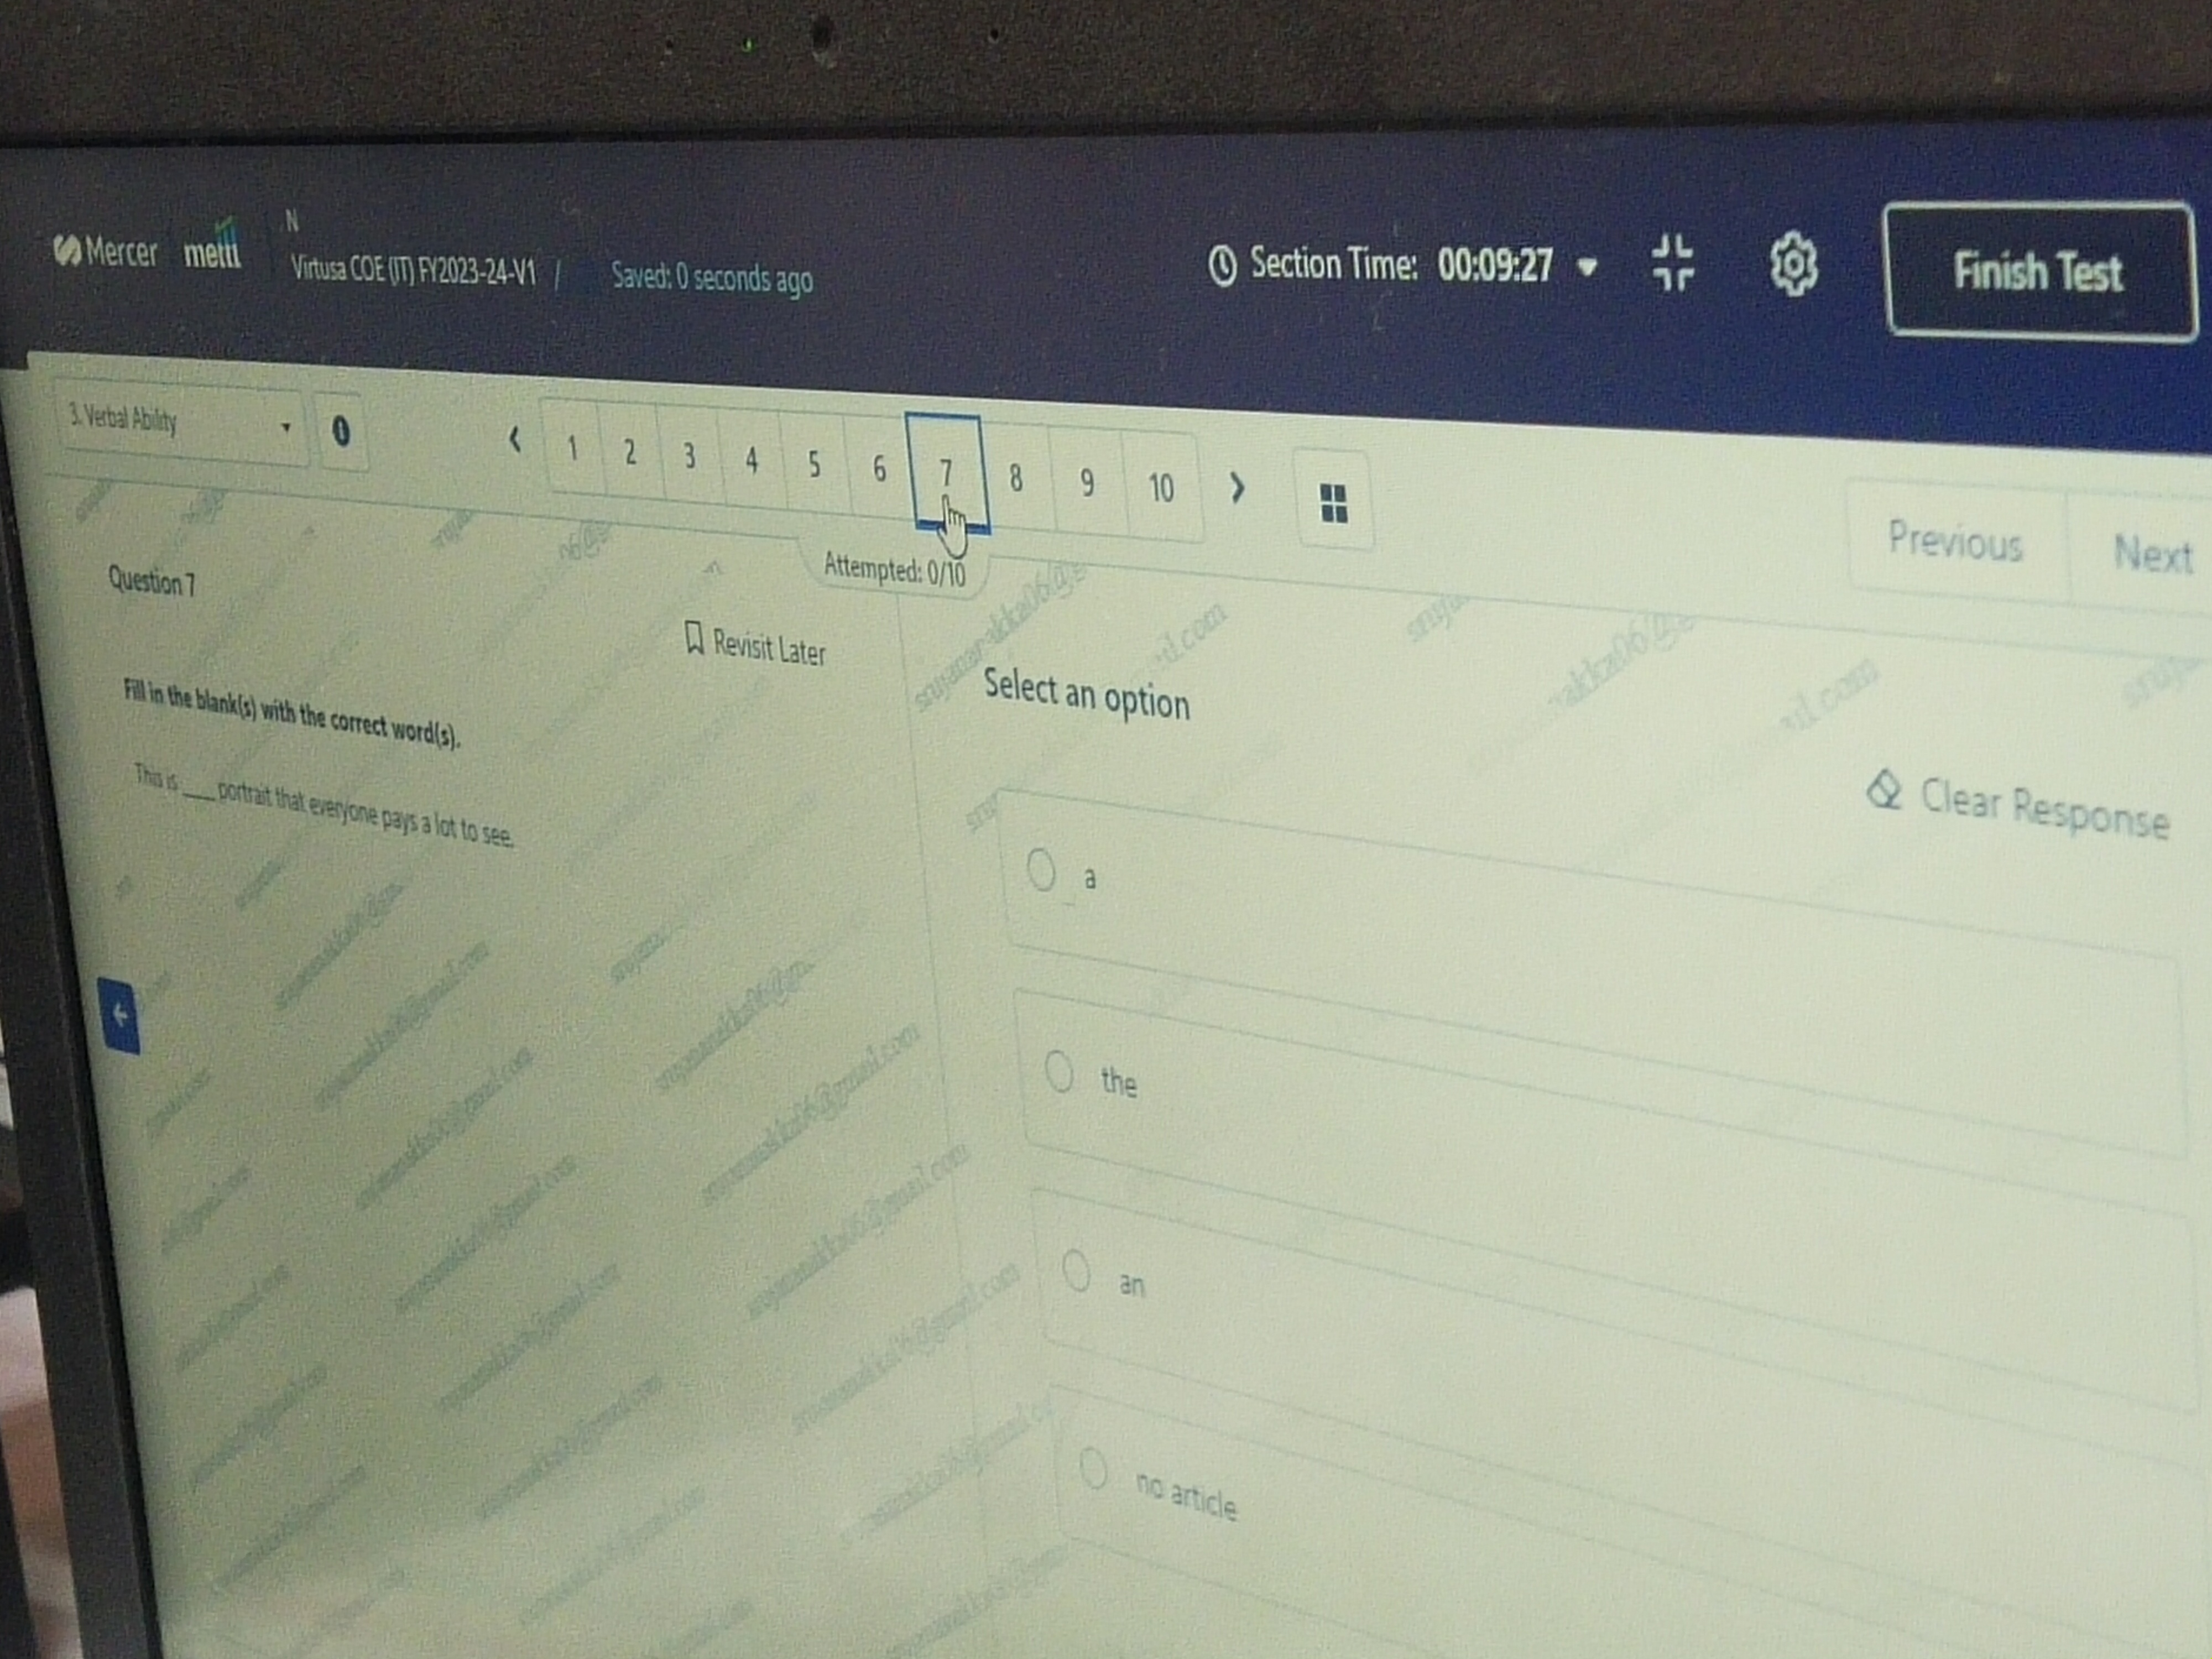 Mercer mettl
N
Virtusa COE (IT) FY2023-24-V1 /
Saved: 0 seconds ago
Section Time: 00:09:27
Finish Test
3. Verbal Ability
1 2 3 4 5 6 7 8 9 10
Attempted: 0/10
Previous
Next
Question 7
Revisit Later
Fill in the blank(s) with the correct word(s).
This is ____ portrait that everyone pays a lot to see.
Select an option
Clear Response
a
the
an
no article